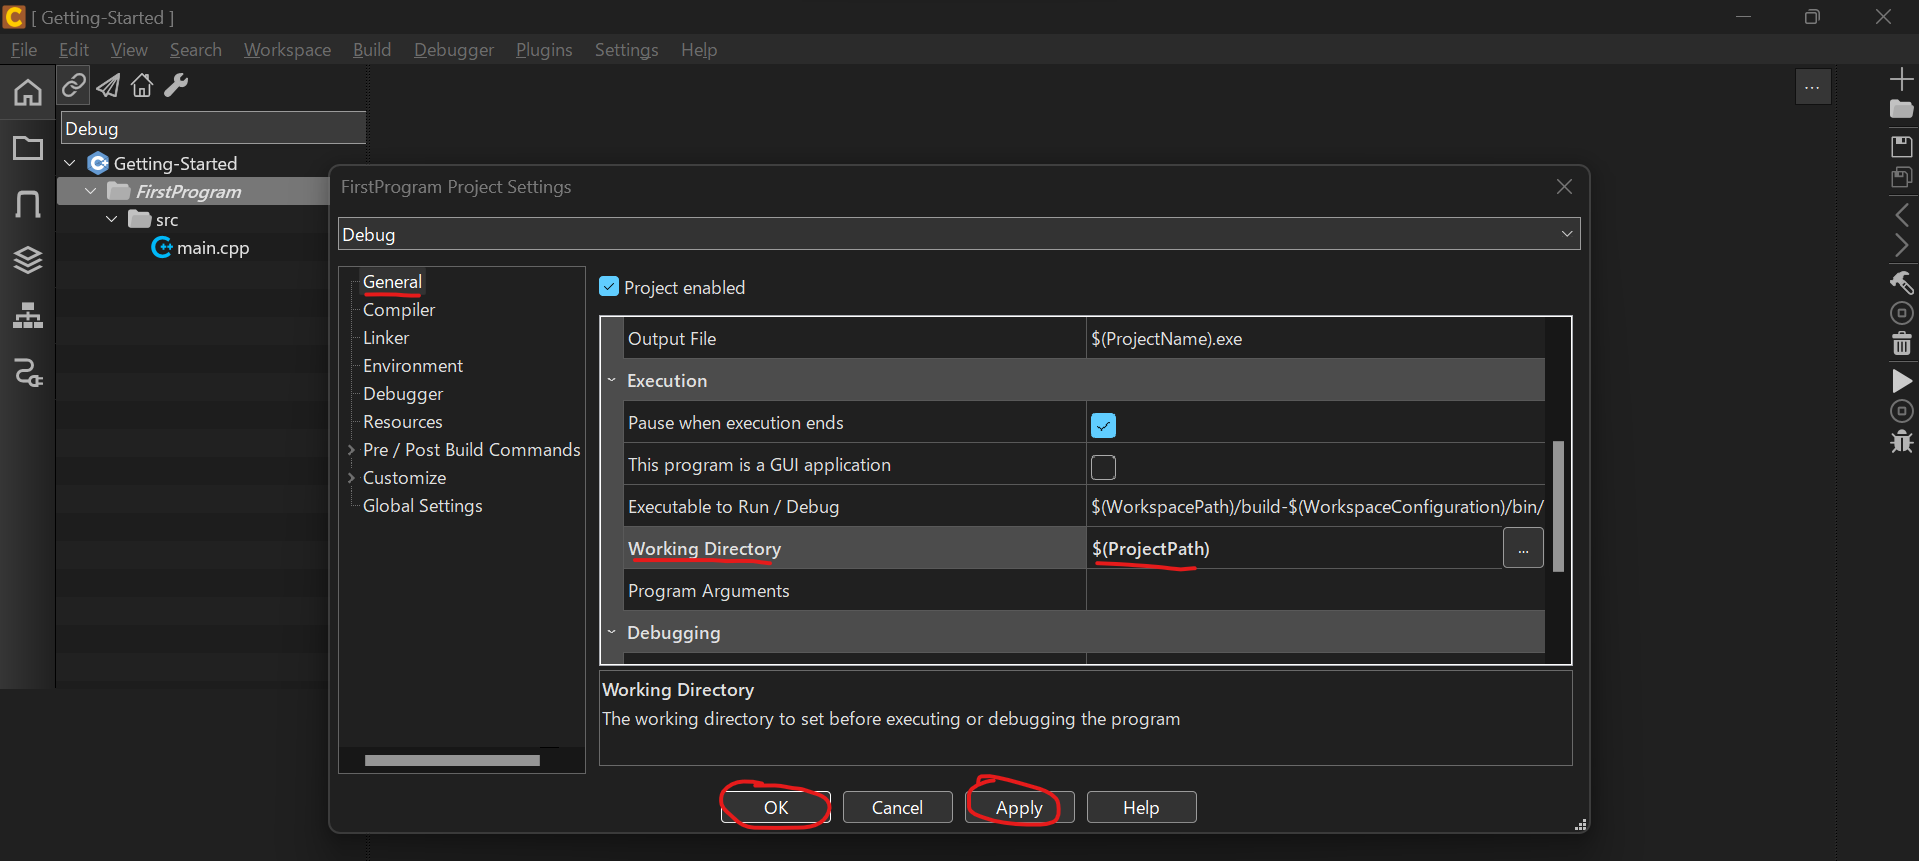 [ Getting-Started ]
File Edit View Search Workspace Build Debugger Plugins Settings Help
...
Debug
Getting-Started
FirstProgram
src
main.cpp
FirstProgram Project Settings
Debug
General
Compiler
Linker
Environment
Debugger
Resources
Pre / Post Build Commands
Customize
Global Settings
Project enabled
Output File $(ProjectName).exe
Execution
Pause when execution ends
This program is a GUI application
Executable to Run / Debug $(WorkspacePath)/build-$(WorkspaceConfiguration)/bin/
Working Directory $(ProjectPath) ...
Program Arguments
Debugging
Working Directory
The working directory to set before executing or debugging the program
OK Cancel Apply Help